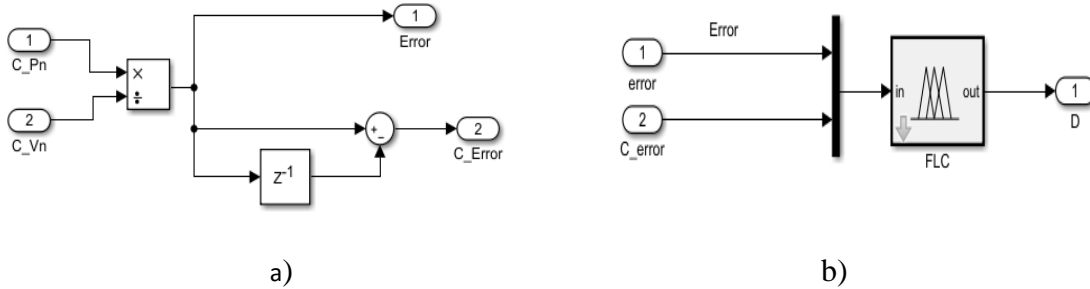 1
C_Pn
2
C_Vn
×
÷
1
Error
+
−
2
C_Error
Z-1
a)
1
error
Error
2
C_error
in
out
FLC
1
D
b)